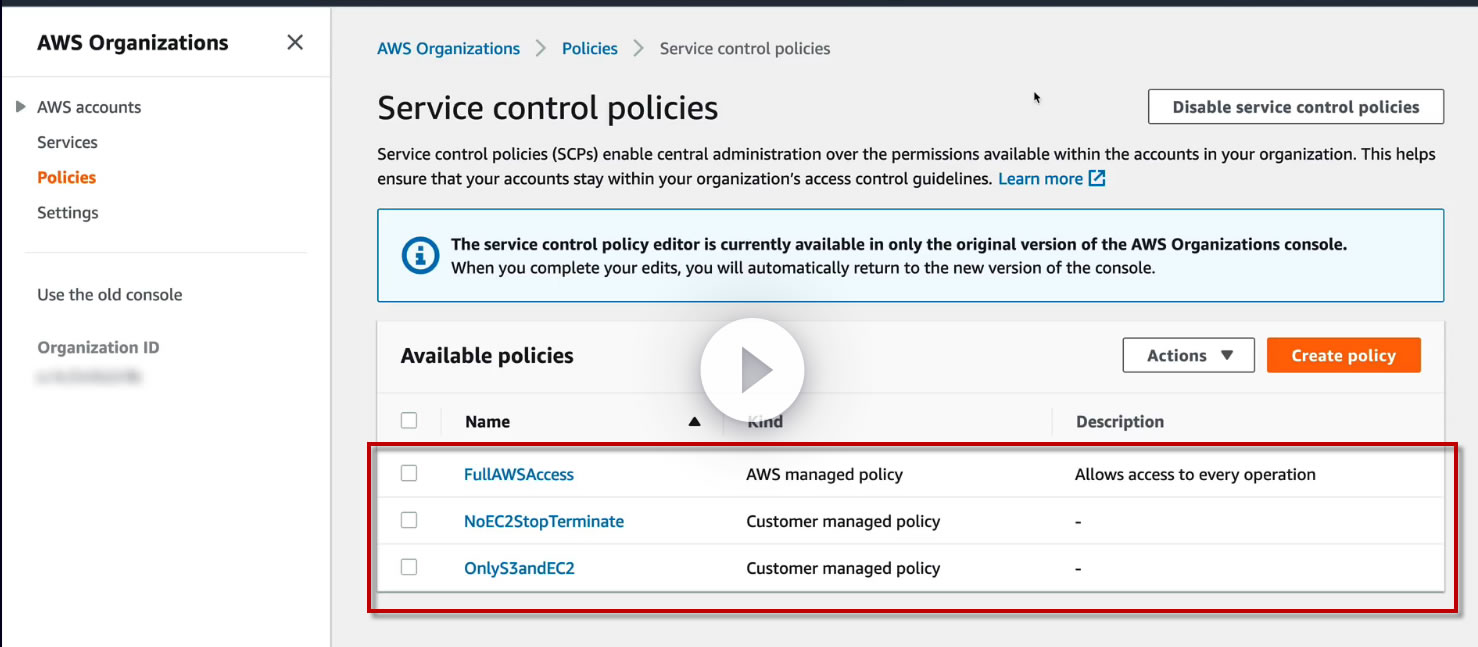 AWS Organizations
AWS accounts
Services
Policies
Settings
Use the old console
Organization ID
AWS Organizations > Policies > Service control policies
Service control policies
Disable service control policies
Service control policies (SCPs) enable central administration over the permissions available within the accounts in your organization. This helps
ensure that your accounts stay within your organization’s access control guidelines. Learn more
The service control policy editor is currently available in only the original version of the AWS Organizations console.
When you complete your edits, you will automatically return to the new version of the console.
Available policies
Actions
Create policy
Name Kind Description
FullAWSAccess AWS managed policy Allows access to every operation
NoEC2StopTerminate Customer managed policy -
OnlyS3andEC2 Customer managed policy -